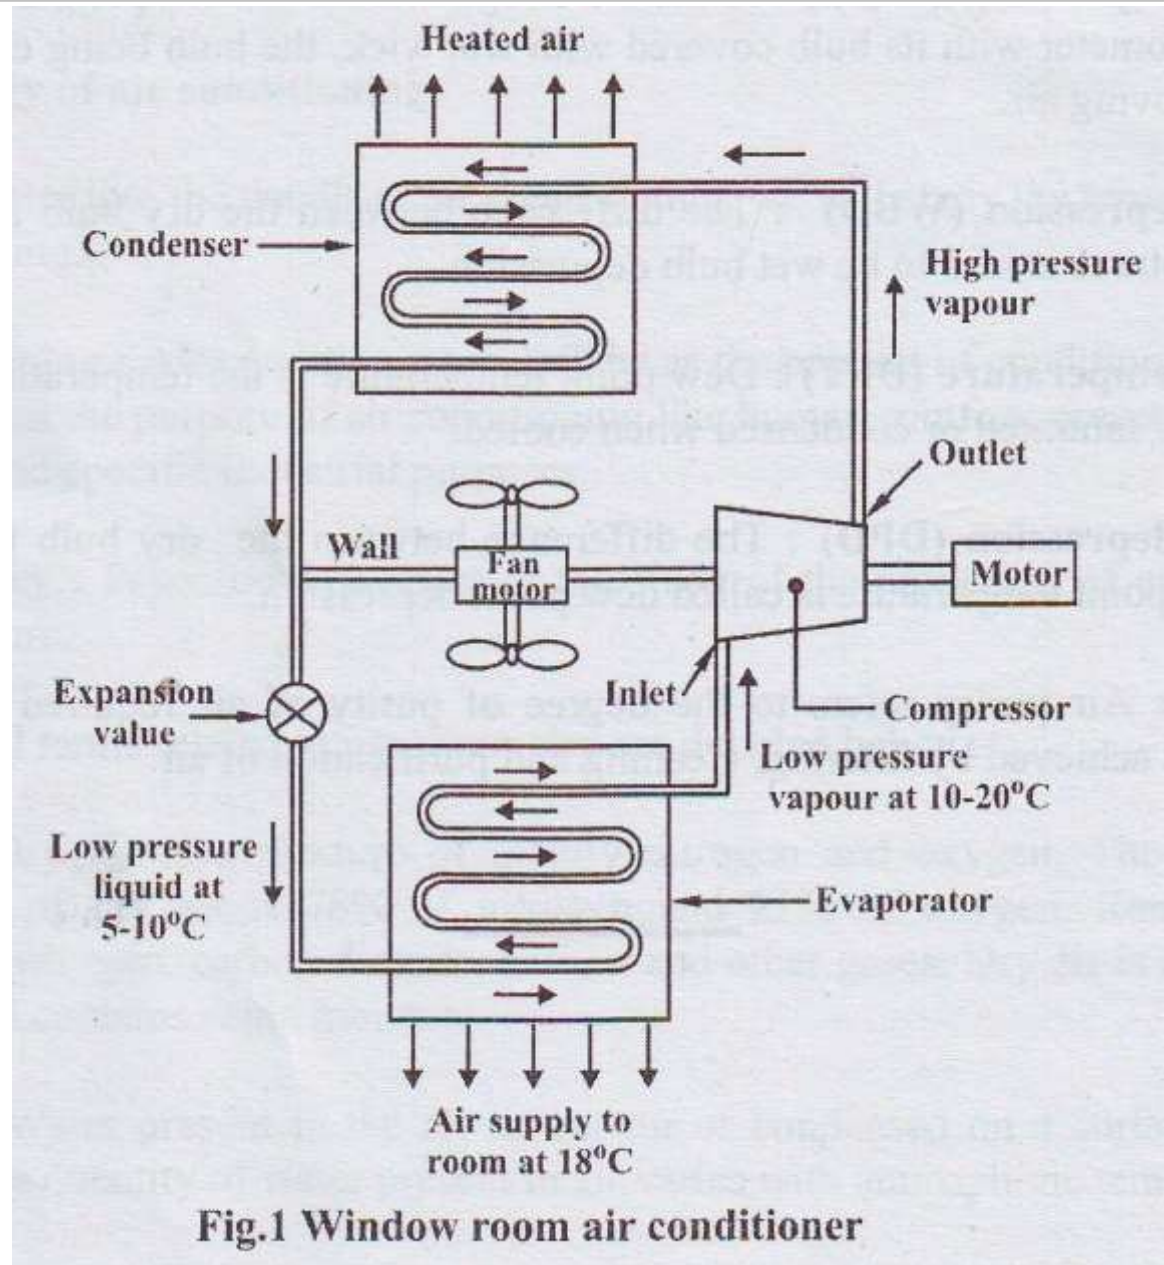 Heated air
Condenser
High pressure
vapour
Outlet
Wall
Fan
motor
Motor
Expansion
value
Inlet
Compressor
Low pressure
vapour at 10-20°C
Low pressure
liquid at
5-10°C
Evaporator
Air supply to
room at 18°C
Fig.1 Window room air conditioner